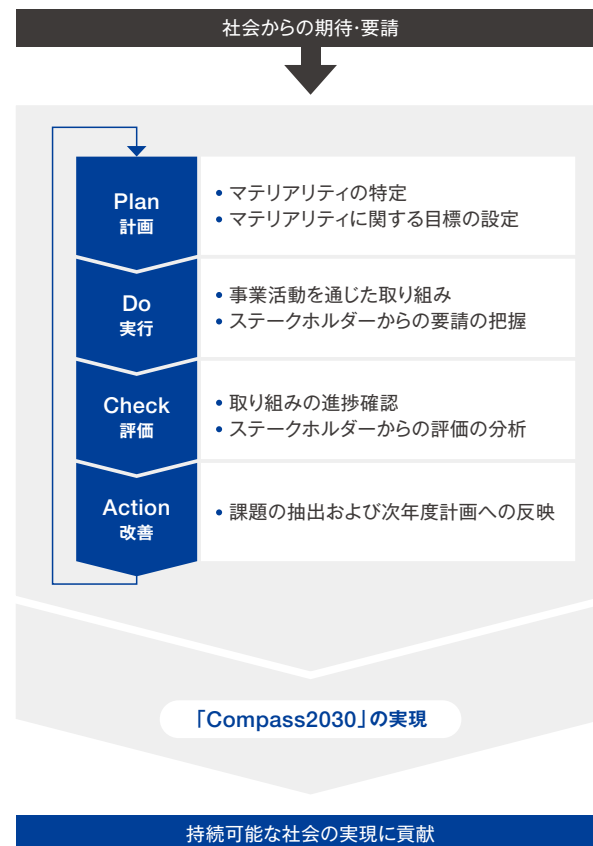 社会からの期待・要請
Plan
計画
• マテリアリティの特定
• マテリアリティに関する目標の設定
Do
実行
• 事業活動を通じた取り組み
• ステークホルダーからの要請の把握
Check
評価
• 取り組みの進捗確認
• ステークホルダーからの評価の分析
Action
改善
• 課題の抽出および次年度計画への反映
「Compass2030」の実現
持続可能な社会の実現に貢献